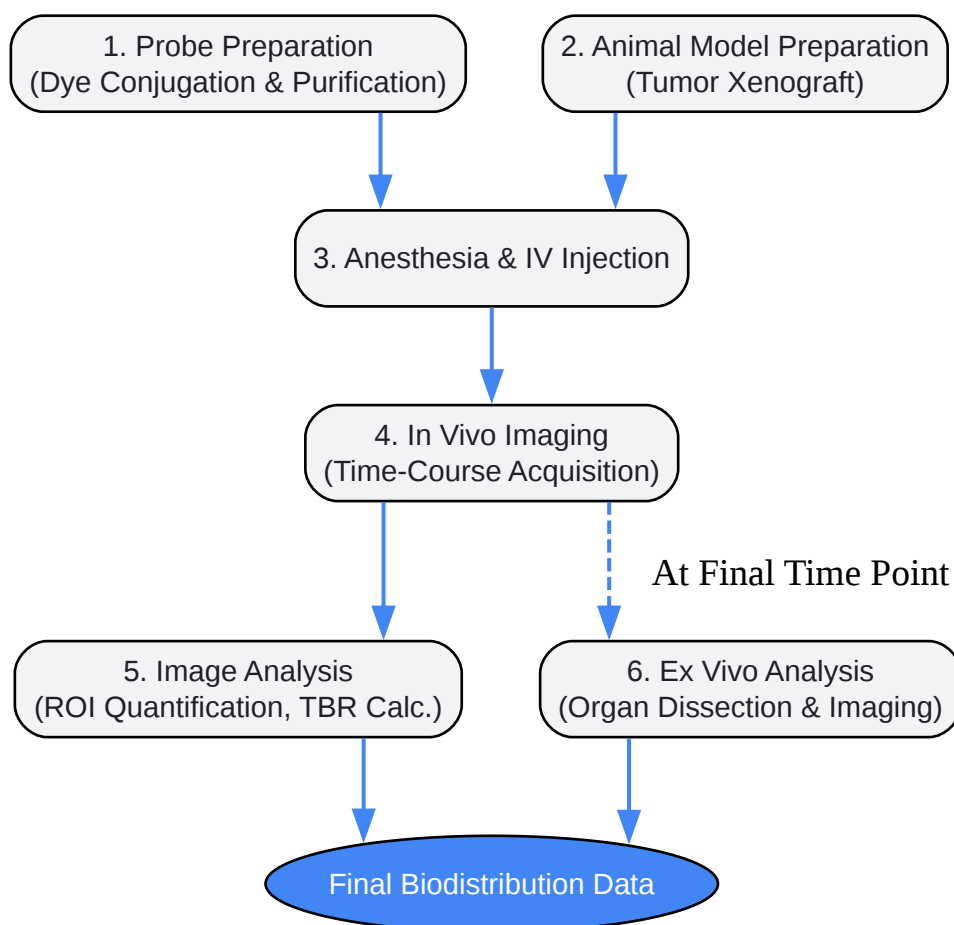 1. Probe Preparation
(Dye Conjugation & Purification)
2. Animal Model Preparation
(Tumor Xenograft)
3. Anesthesia & IV Injection
4. In Vivo Imaging
(Time-Course Acquisition)
At Final Time Point
5. Image Analysis
(ROI Quantification, TBR Calc.)
6. Ex Vivo Analysis
(Organ Dissection & Imaging)
Final Biodistribution Data